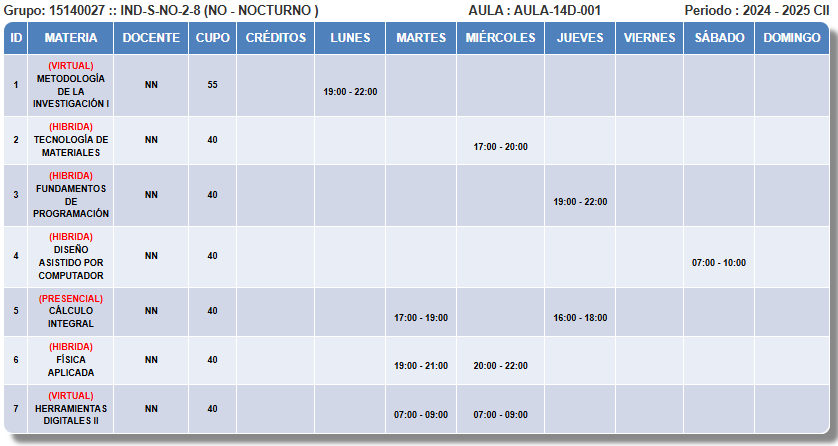 Grupo: 15140027 :: IND-S-NO-2-8 (NO - NOCTURNO ) AULA : AULA-14D-001 Periodo : 2024 - 2025 CII
ID MATERIA DOCENTE CUPO CRÉDITOS LUNES MARTES MIÉRCOLES JUEVES VIERNES SÁBADO DOMINGO
(VIRTUAL)
METODOLOGÍA
1 DE LA NN 55 19:00 - 22:00
INVESTIGACIÓN I
(HIBRIDA)
2 TECNOLOGÍA DE NN 40 17:00 - 20:00
MATERIALES
(HIBRIDA)
FUNDAMENTOS
3 DE NN 40 19:00 - 22:00
PROGRAMACIÓN
(HIBRIDA)
DISEÑO
4 ASISTIDO POR NN 40 07:00 - 10:00
COMPUTADOR
(PRESENCIAL)
5 CÁLCULO NN 40 17:00 - 19:00 16:00 - 18:00
INTEGRAL
(HIBRIDA)
6 FÍSICA NN 40 19:00 - 21:00 20:00 - 22:00
APLICADA
(VIRTUAL)
7 HERRAMIENTAS NN 40 07:00 - 09:00 07:00 - 09:00
DIGITALES II